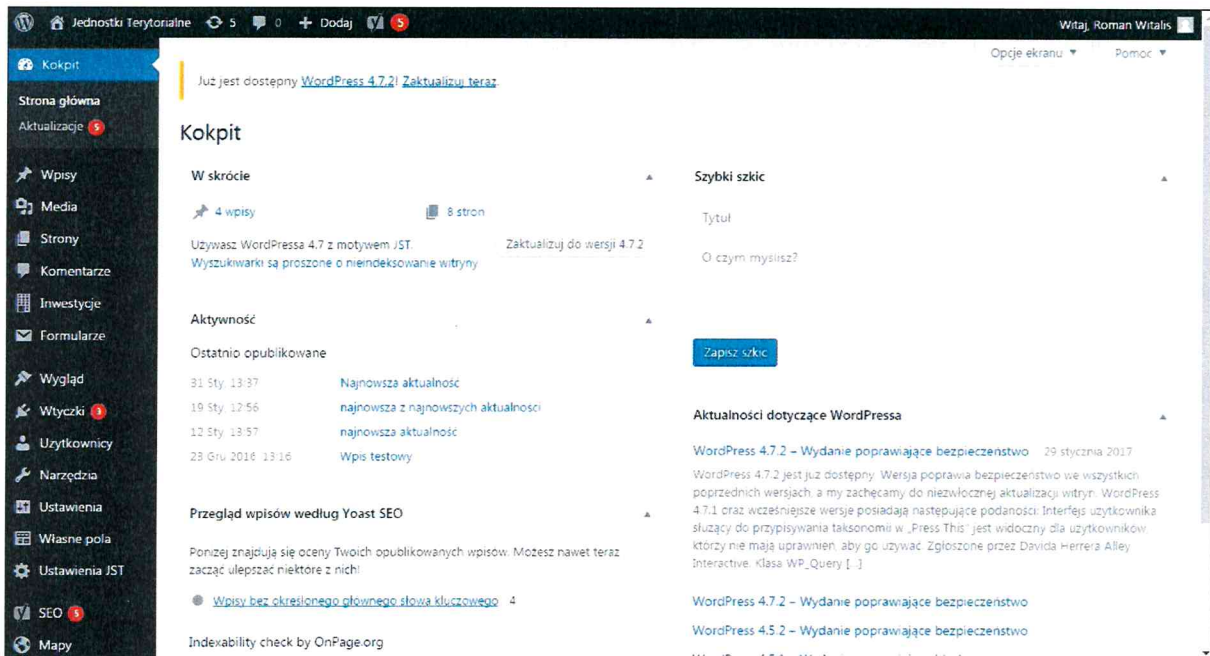 Jednostki Terytorialne 5 0 + Dodaj 5
Witaj, Roman Witalis
Opcje ekranu ▼ Pomoc ▼
Kokpit
Strona główna
Aktualizacje 5
Wpisy
Media
Strony
Komentarze
Inwestycje
Formularze
Wygląd
Wtyczki 3
Użytkownicy
Narzędzia
Ustawienia
Własne pola
Ustawienia JST
SEO 5
Mapy
Już jest dostępny WordPress 4.7.2! Zaktualizuj teraz.
Kokpit
W skrócie
4 wpisy 8 stron
Używasz WordPressa 4.7 z motywem JST. Zaktualizuj do wersji 4.7.2
Wyszukiwarki są proszone o nieindeksowanie witryny
Aktywność
Ostatnio opublikowane
31 Sty, 13:37 Najnowsza aktualność
19 Sty, 12:56 najnowsza z najnowszych aktualności
12 Sty, 13:57 najnowsza aktualność
23 Gru 2016, 13:16 Wpis testowy
Przegląd wpisów według Yoast SEO
Poniżej znajdują się oceny Twoich opublikowanych wpisów. Możesz nawet teraz
zacząć ulepszać niektóre z nich!
Wpisy bez określonego głównego słowa kluczowego 4
Indexability check by OnPage.org
Szybki szkic
Tytuł
O czym myślisz?
Zapisz szkic
Aktualności dotyczące WordPressa
WordPress 4.7.2 – Wydanie poprawiające bezpieczeństwo 29 stycznia 2017
WordPress 4.7.2 jest już dostępny. Wersja poprawia bezpieczeństwo we wszystkich
poprzednich wersjach, a my zachęcamy do niezwłocznej aktualizacji witryn. WordPress
4.7.1 oraz wcześniejsze wersje posiadają następujące podaności: Interfejs użytkownika
służący do przypisywania taksonomii w „Press This” jest widoczny dla użytkowników,
którzy nie mają uprawnień, aby go używać. Zgłoszone przez Davida Herrera Alley
Interactive. Klasa WP_Query [...]
WordPress 4.7.2 – Wydanie poprawiające bezpieczeństwo
WordPress 4.5.2 – Wydanie poprawiające bezpieczeństwo